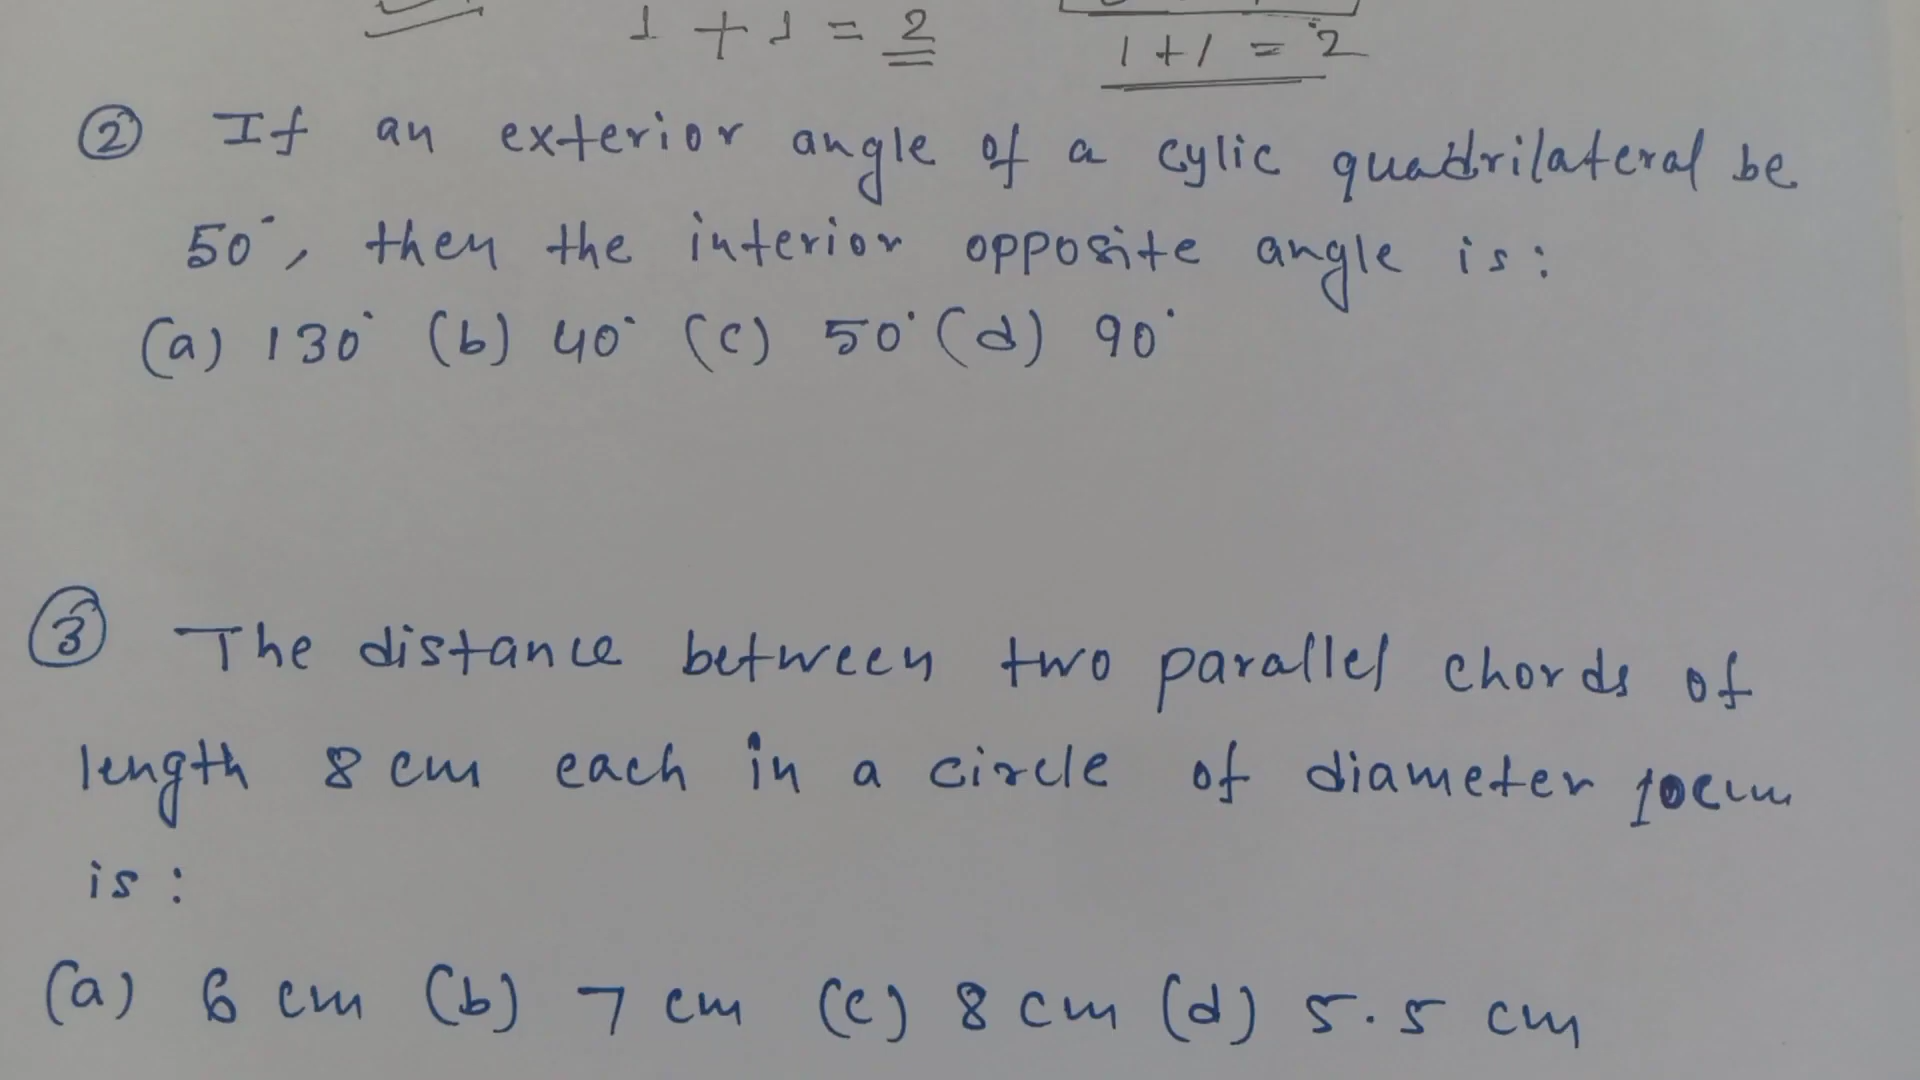 1 + 1 = 2
1 + 1 = 2
② If an exterior angle of a cylic quadrilateral be
50°, then the interior opposite angle is:
(a) 130° (b) 40° (c) 50° (d) 90°
③ The distance between two parallel chords of
length 8 cm each in a circle of diameter 10cm
is:
(a) 6 cm (b) 7 cm (c) 8 cm (d) 5.5 cm